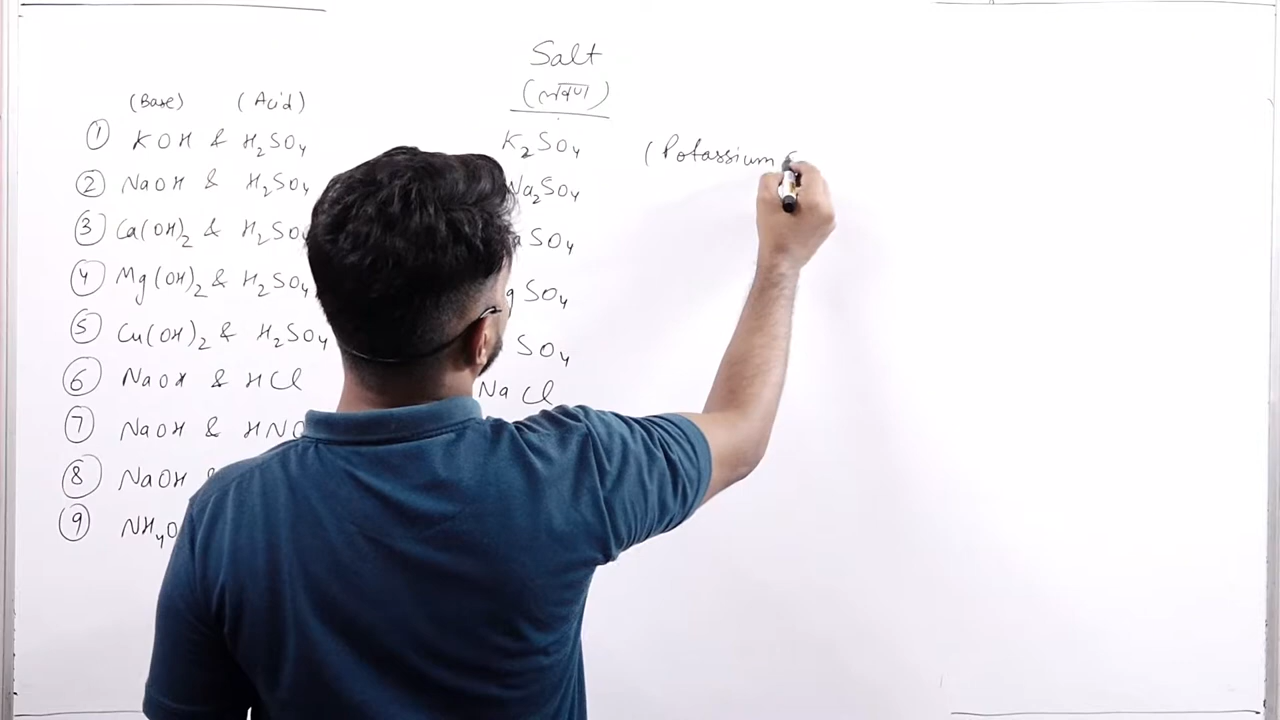 Salt
(लवण)
(Base) (Acid)
① KOH & H₂SO₄ K₂SO₄ (Potassium
② NaOH & H₂SO₄ Na₂SO₄
③ Ca(OH)₂ & H₂SO SO₄
④ Mg(OH)₂ & H₂SO₄ g SO₄
⑤ Cu(OH)₂ & H₂SO₄ SO₄
⑥ NaOH & HCl NaCl
⑦ NaOH & HNO
⑧ NaOH
⑨ NH₄O